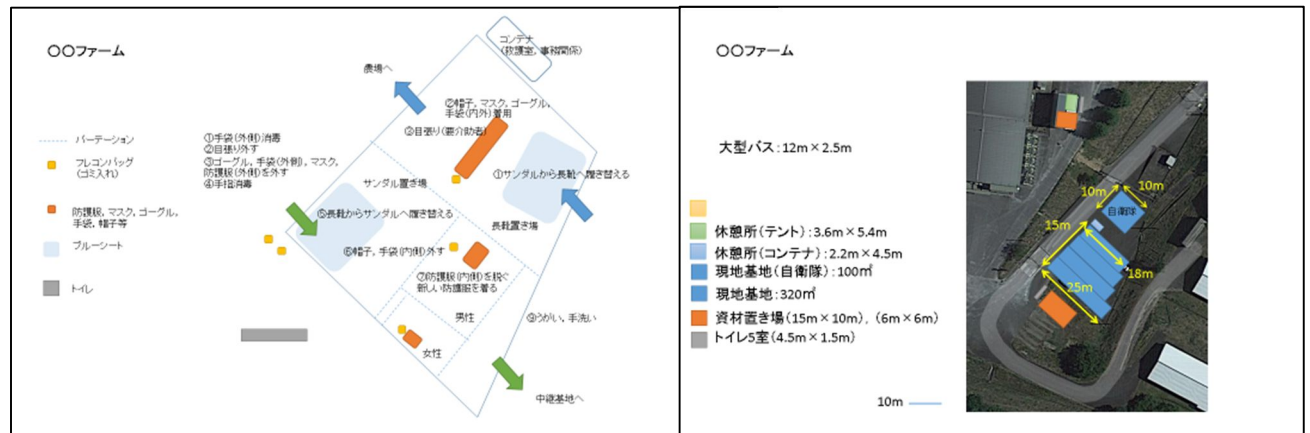 〇〇ファーム
コンテナ
(救護室,事務関係)
農場へ
②帽子, マスク, ゴーグル,
手袋(内外)着用
③目張り(要介助者)
パーテーション
フレコンバッグ
(ゴミ入れ)
防護服, マスク, ゴーグル,
手袋, 帽子等
ブルーシート
トイレ
①手袋(外側)消毒
②目張り外す
③ゴーグル, 手袋(外側), マスク,
防護服(外側)を外す
④手指消毒
サンダル置き場
①サンダルから長靴へ履き替える
⑤長靴からサンダルへ履き替える
長靴置き場
⑥帽子, 手袋(内側)外す
⑦防護服(内側)を脱ぐ
新しい防護服を着る
男性
⑨うがい, 手洗い
女性
中継基地へ
〇〇ファーム
大型バス:12m×2.5m
休憩所(テント):3.6m×5.4m
休憩所(コンテナ):2.2m×4.5m
現地基地(自衛隊):100㎡
現地基地:320㎡
資材置き場(15m×10m), (6m×6m)
トイレ5室(4.5m×1.5m)
10m
10m
10m
自衛隊
15m
18m
25m